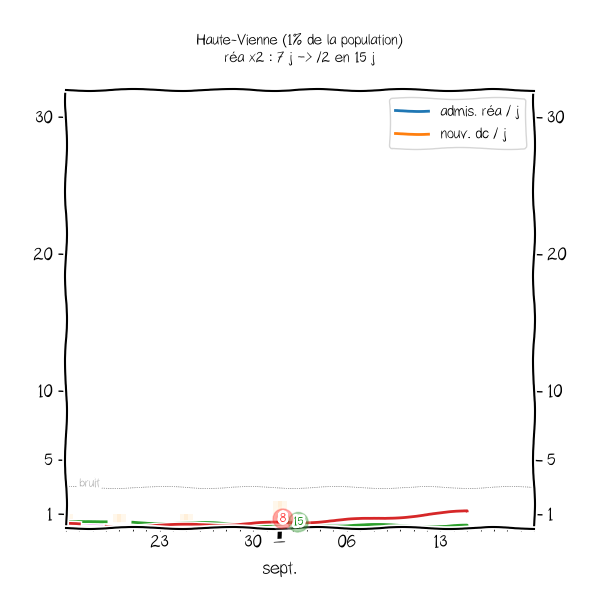 Haute-Vienne (1% de la population)
réa x2 : 7 j -> /2 en 15 j
admis. réa / j
nouv. dc / j
30
30
20
20
10
10
5
5
bruit
1
8
15
1
23
30
06
13
sept.